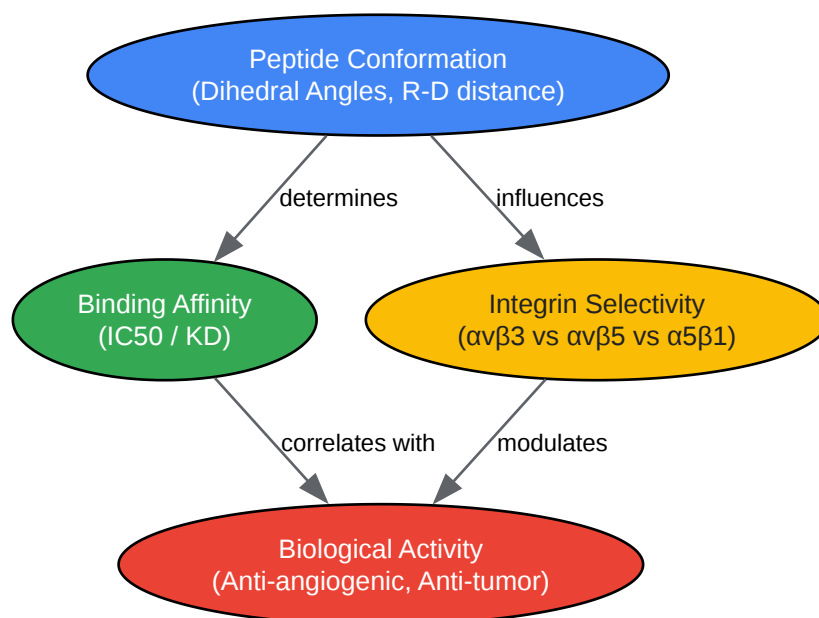 Peptide Conformation
(Dihedral Angles, R-D distance)
determines
influences
Binding Affinity
(IC50 / KD)
Integrin Selectivity
(αvβ3 vs αvβ5 vs α5β1)
correlates with
modulates
Biological Activity
(Anti-angiogenic, Anti-tumor)